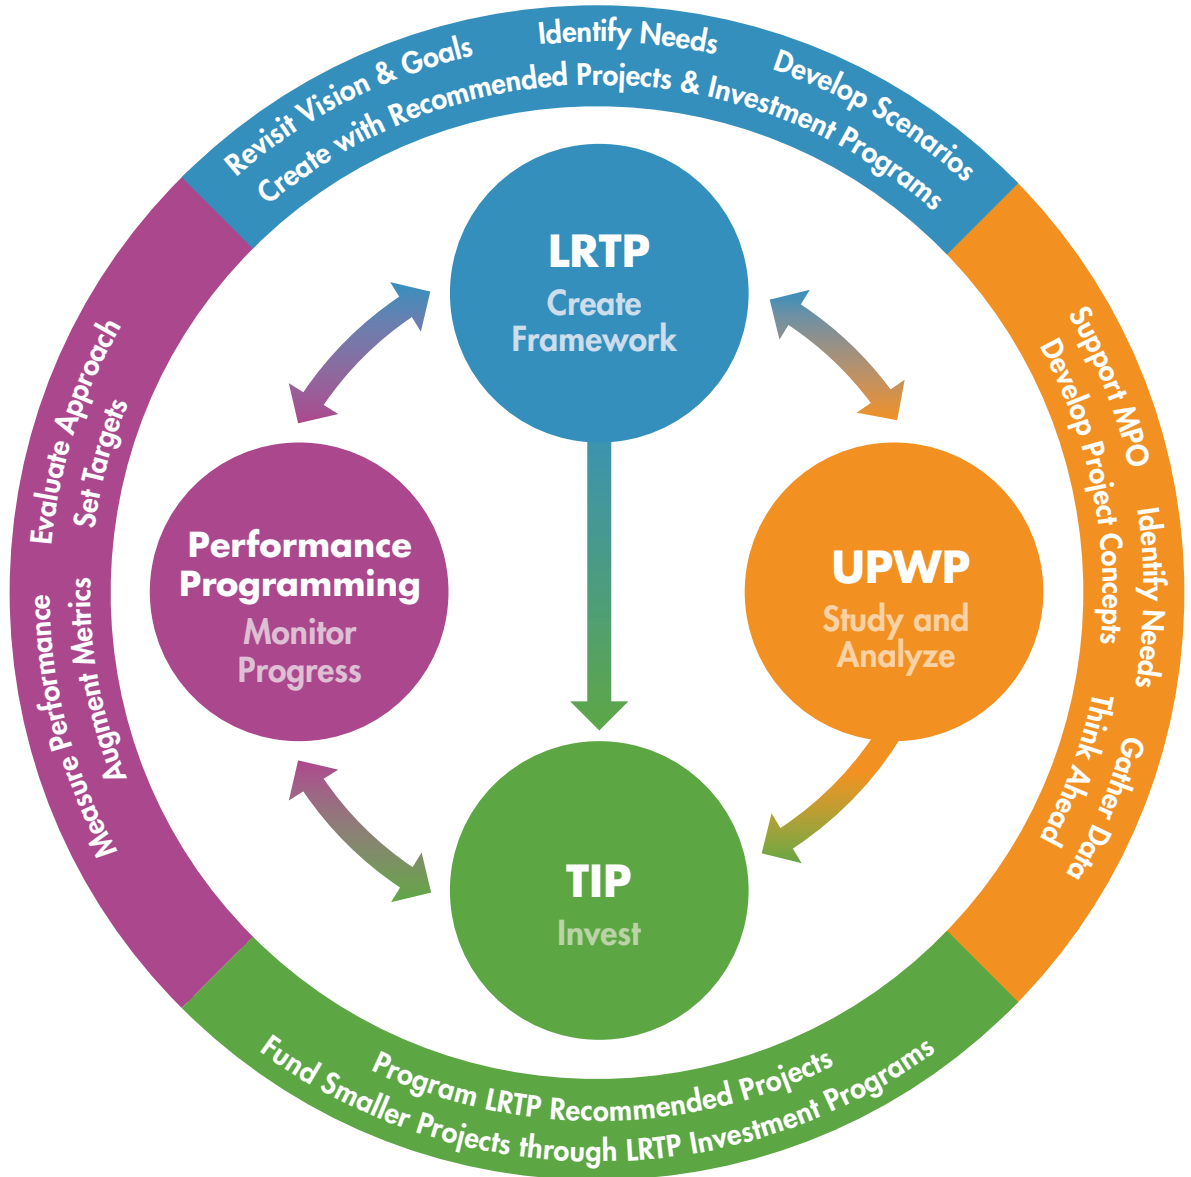 Revisit Vision & Goals
Identify Needs
Develop Scenarios
Create with Recommended Projects & Investment Programs
LRTP
Create
Framework
Evaluate Approach
Set Targets
Measure Performance
Augment Metrics
Performance
Programming
Monitor
Progress
UPWP
Study and
Analyze
Support MPO
Identify Needs
Gather Data
Develop Project Concepts
Think Ahead
TIP
Invest
Program LRTP Recommended Projects
Fund Smaller Projects through LRTP Investment Programs